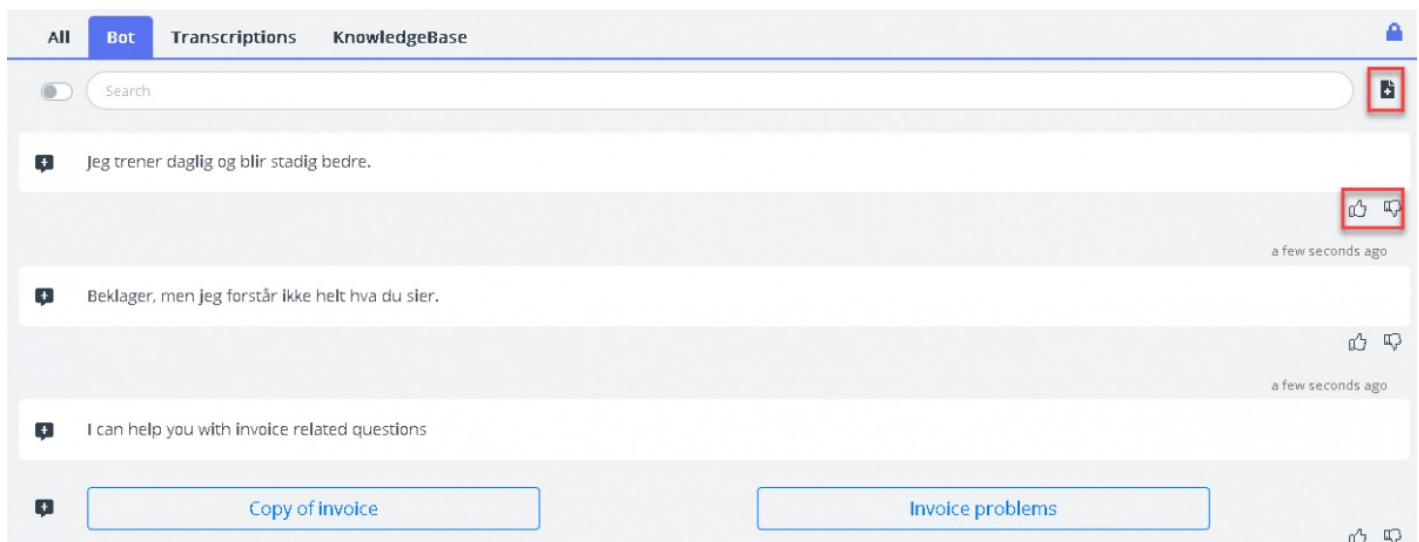 All Bot Transcriptions KnowledgeBase
Search
Jeg trener daglig og blir stadig bedre.
a few seconds ago
Beklager, men jeg forstår ikke helt hva du sier.
a few seconds ago
I can help you with invoice related questions
Copy of invoice Invoice problems